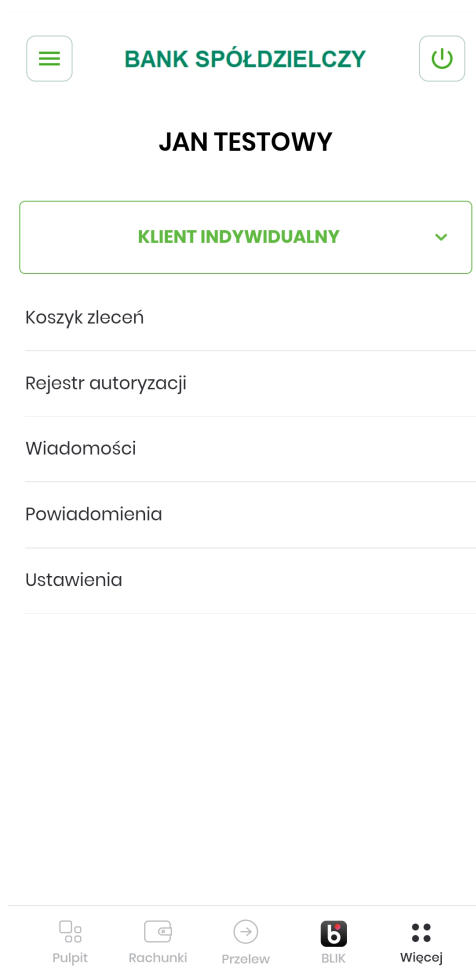 BANK SPÓŁDZIELCZY
JAN TESTOWY
KLIENT INDYWIDUALNY
Koszyk zleceń
Rejestr autoryzacji
Wiadomości
Powiadomienia
Ustawienia
Pulpit Rachunki Przelew BLIK Więcej